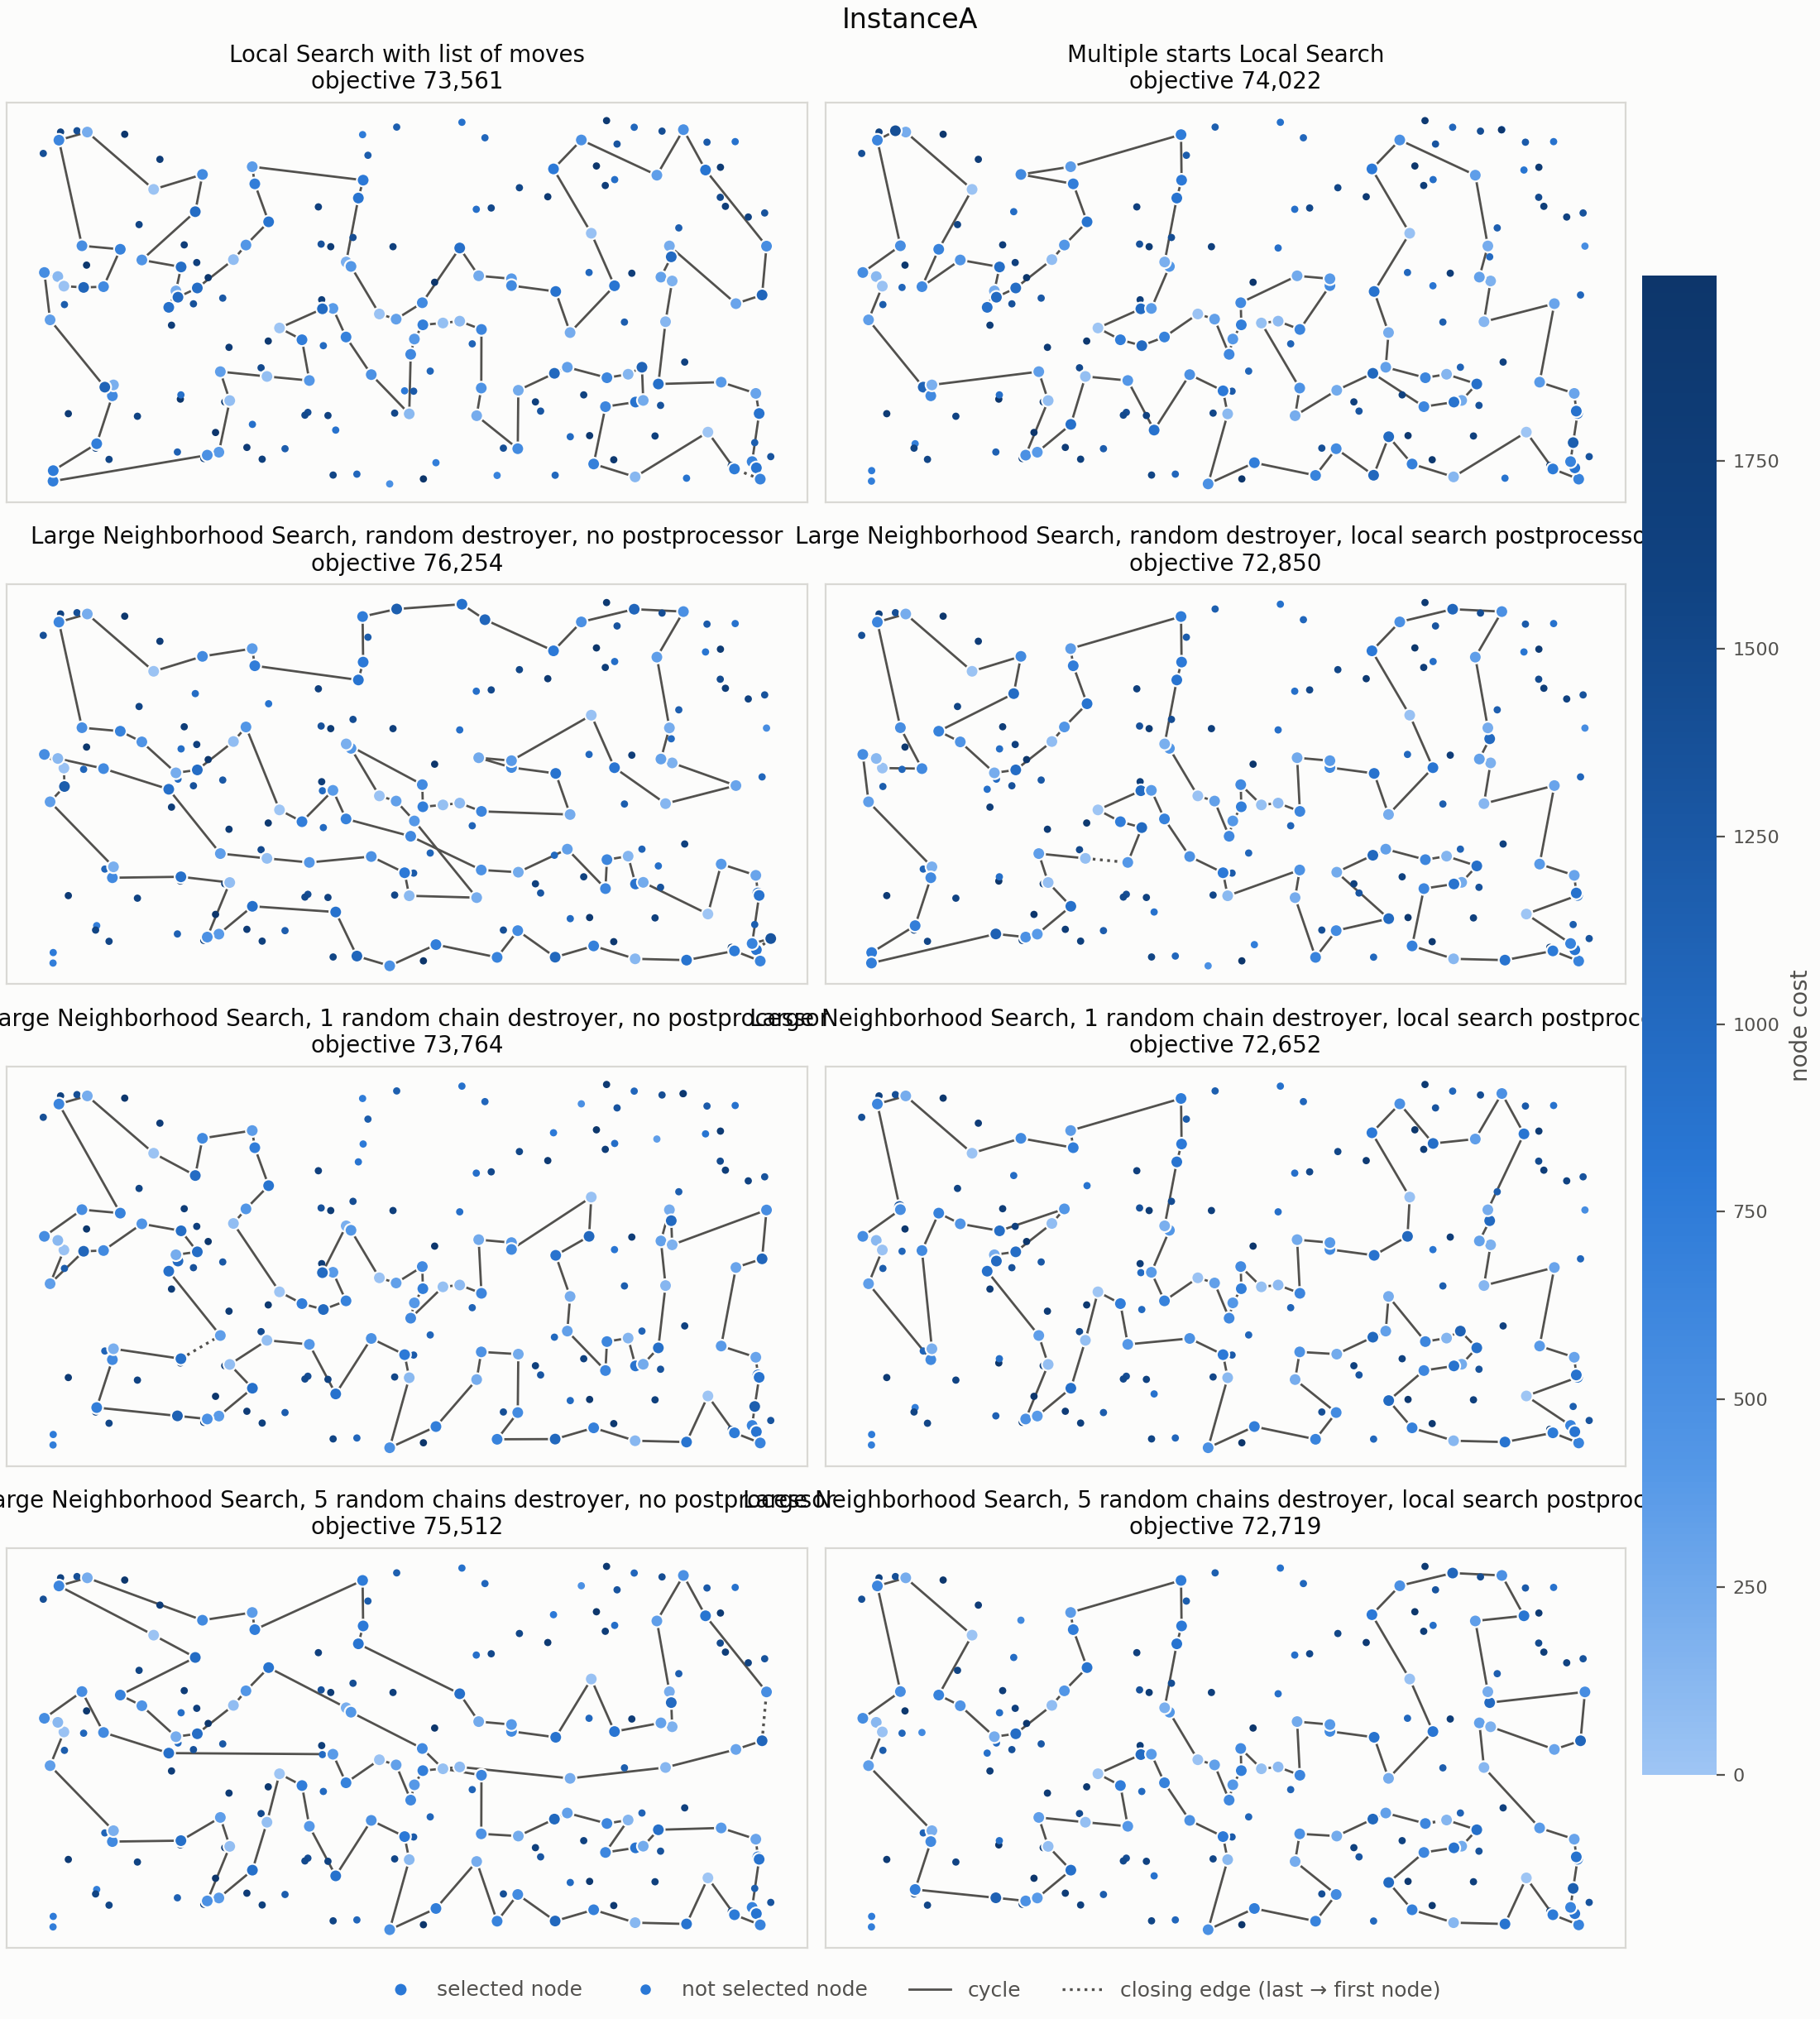 InstanceA
Local Search with list of moves
objective 73,561
Multiple starts Local Search
objective 74,022
Large Neighborhood Search, random destroyer, no postprocessor
objective 76,254
Large Neighborhood Search, random destroyer, local search postprocesso
objective 72,850
arge Neighborhood Search, 1 random chain destroyer, no postprocessor
objective 73,764
Large Neighborhood Search, 1 random chain destroyer, local search postproc
objective 72,652
arge Neighborhood Search, 5 random chains destroyer, no postprocessor
objective 75,512
Large Neighborhood Search, 5 random chains destroyer, local search postproc
objective 72,719
1750
1500
1250
1000
750
500
250
0
node cost
selected node
not selected node
cycle
closing edge (last → first node)